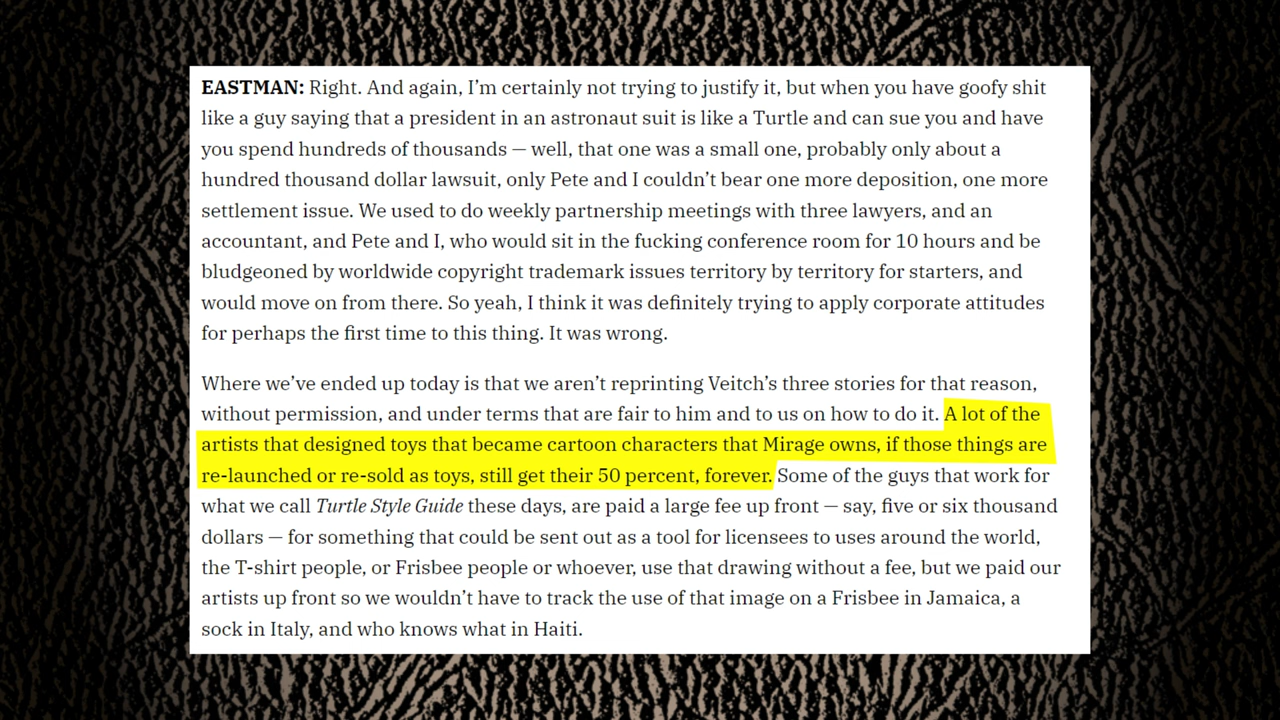 EASTMAN: Right. And again, I’m certainly not trying to justify it, but when you have goofy shit
like a guy saying that a president in an astronaut suit is like a Turtle and can sue you and have
you spend hundreds of thousands — well, that one was a small one, probably only about a
hundred thousand dollar lawsuit, only Pete and I couldn’t bear one more deposition, one more
settlement issue. We used to do weekly partnership meetings with three lawyers, and an
accountant, and Pete and I, who would sit in the fucking conference room for 10 hours and be
bludgeoned by worldwide copyright trademark issues territory by territory for starters, and
would move on from there. So yeah, I think it was definitely trying to apply corporate attitudes
for perhaps the first time to this thing. It was wrong.
Where we’ve ended up today is that we aren’t reprinting Veitch’s three stories for that reason,
without permission, and under terms that are fair to him and to us on how to do it. A lot of the
artists that designed toys that became cartoon characters that Mirage owns, if those things are
re-launched or re-sold as toys, still get their 50 percent, forever. Some of the guys that work for
what we call Turtle Style Guide these days, are paid a large fee up front — say, five or six thousand
dollars — for something that could be sent out as a tool for licensees to uses around the world,
the T-shirt people, or Frisbee people or whoever, use that drawing without a fee, but we paid our
artists up front so we wouldn’t have to track the use of that image on a Frisbee in Jamaica, a
sock in Italy, and who knows what in Haiti.